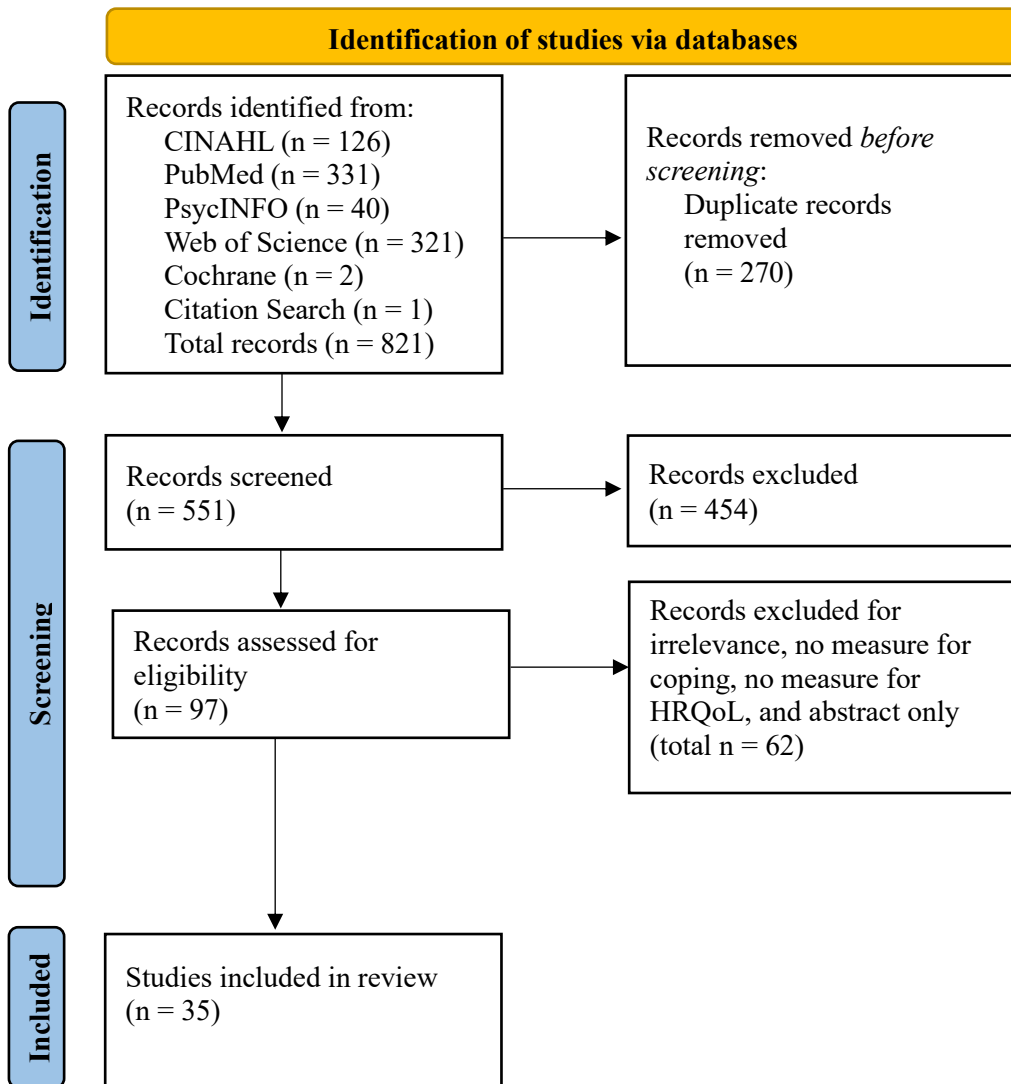 Identification of studies via databases
Identification
Records identified from:
CINAHL (n = 126)
PubMed (n = 331)
PsycINFO (n = 40)
Web of Science (n = 321)
Cochrane (n = 2)
Citation Search (n = 1)
Total records (n = 821)
Records removed before
screening:
Duplicate records
removed
(n = 270)
Screening
Records screened
(n = 551)
Records excluded
(n = 454)
Records assessed for
eligibility
(n = 97)
Records excluded for
irrelevance, no measure for
coping, no measure for
HRQoL, and abstract only
(total n = 62)
Included
Studies included in review
(n = 35)